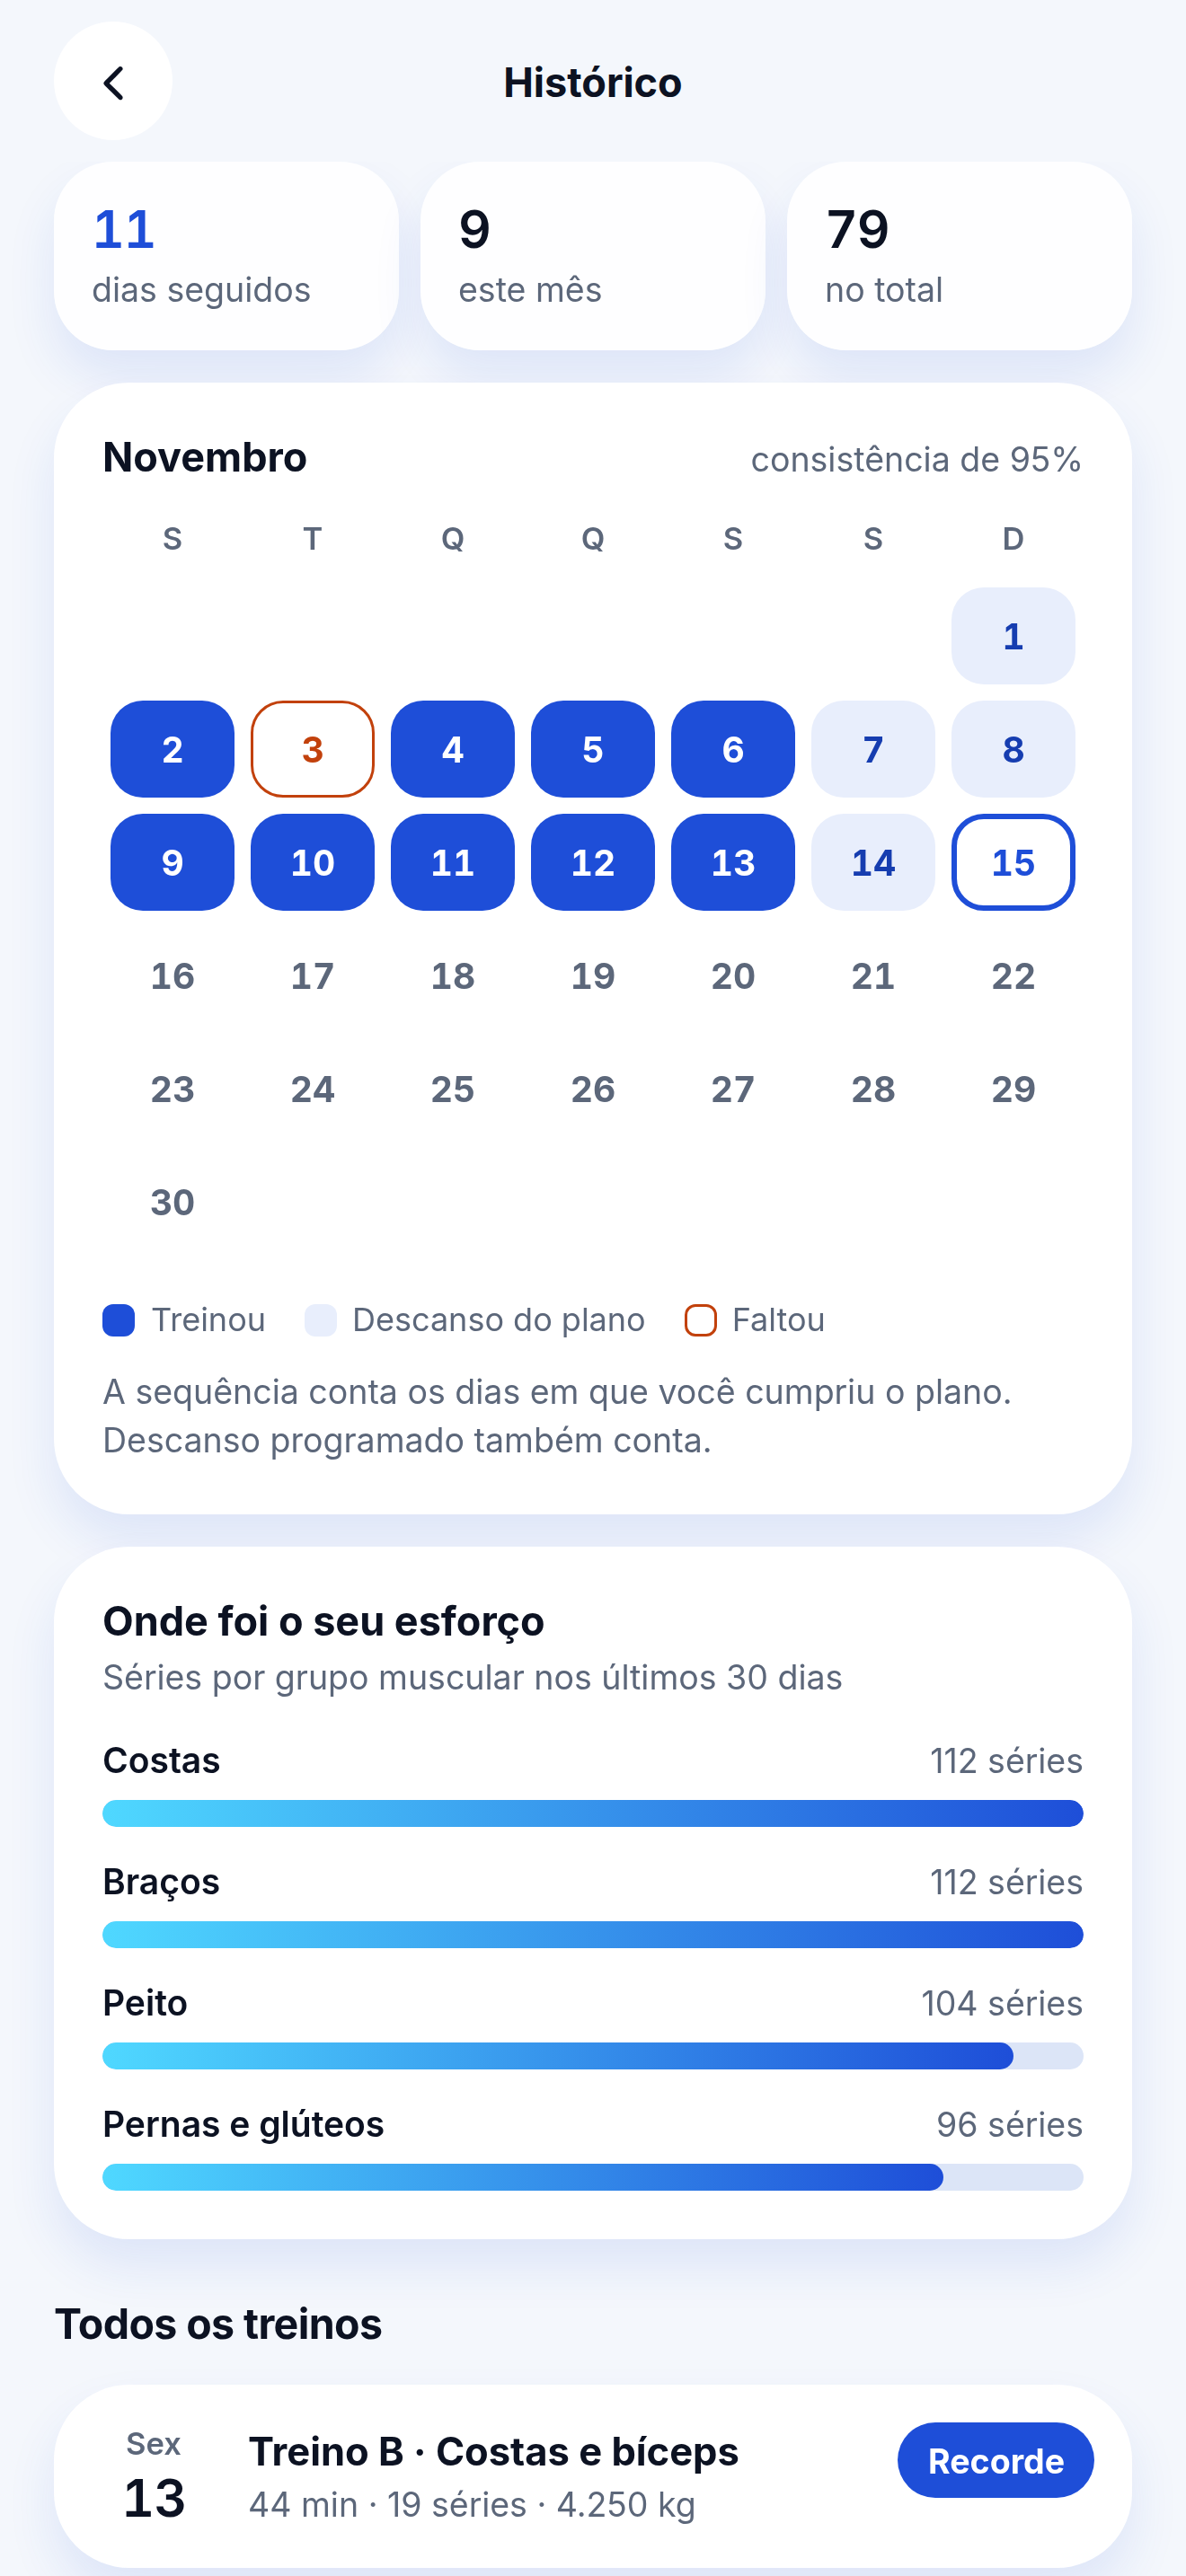 Histórico
11
dias seguidos
9
este mês
79
no total
Novembro
consistência de 95%
S T Q Q S S D
1
2 3 4 5 6 7 8
9 10 11 12 13 14 15
16 17 18 19 20 21 22
23 24 25 26 27 28 29
30
Treinou Descanso do plano Faltou
A sequência conta os dias em que você cumpriu o plano.
Descanso programado também conta.
Onde foi o seu esforço
Séries por grupo muscular nos últimos 30 dias
Costas 112 séries
Braços 112 séries
Peito 104 séries
Pernas e glúteos 96 séries
Todos os treinos
Sex
13
Treino B · Costas e bíceps
44 min · 19 séries · 4.250 kg
Recorde